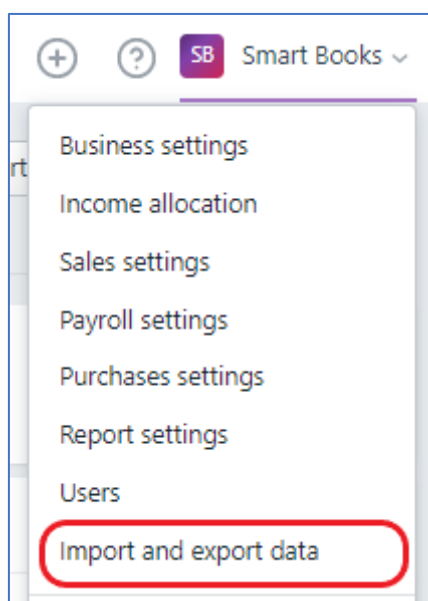 SB Smart Books
Business settings
rt
Income allocation
Sales settings
Payroll settings
Purchases settings
Report settings
Users
Import and export data